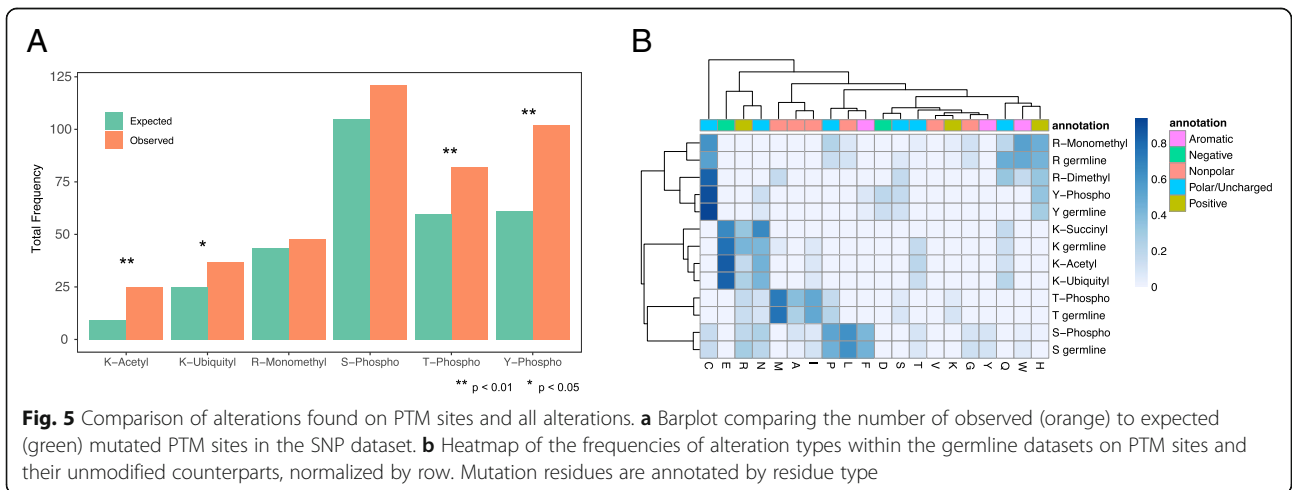 A
Total Frequency
125
100
75
50
25
0
Expected
Observed
**
*
**
**
K−Acetyl
K−Ubiquityl
R−Monomethyl
S−Phospho
T−Phospho
Y−Phospho
** p < 0.01 * p < 0.05
B
annotation
R−Monomethyl
R germline
R−Dimethyl
Y−Phospho
Y germline
K−Succinyl
K germline
K−Acetyl
K−Ubiquityl
T−Phospho
T germline
S−Phospho
S germline
C E R N M A I P L F D S T V K G Y Q W H
0.8
0.6
0.4
0.2
0
annotation
Aromatic
Negative
Nonpolar
Polar/Uncharged
Positive
Fig. 5 Comparison of alterations found on PTM sites and all alterations. a Barplot comparing the number of observed (orange) to expected
(green) mutated PTM sites in the SNP dataset. b Heatmap of the frequencies of alteration types within the germline datasets on PTM sites and
their unmodified counterparts, normalized by row. Mutation residues are annotated by residue type